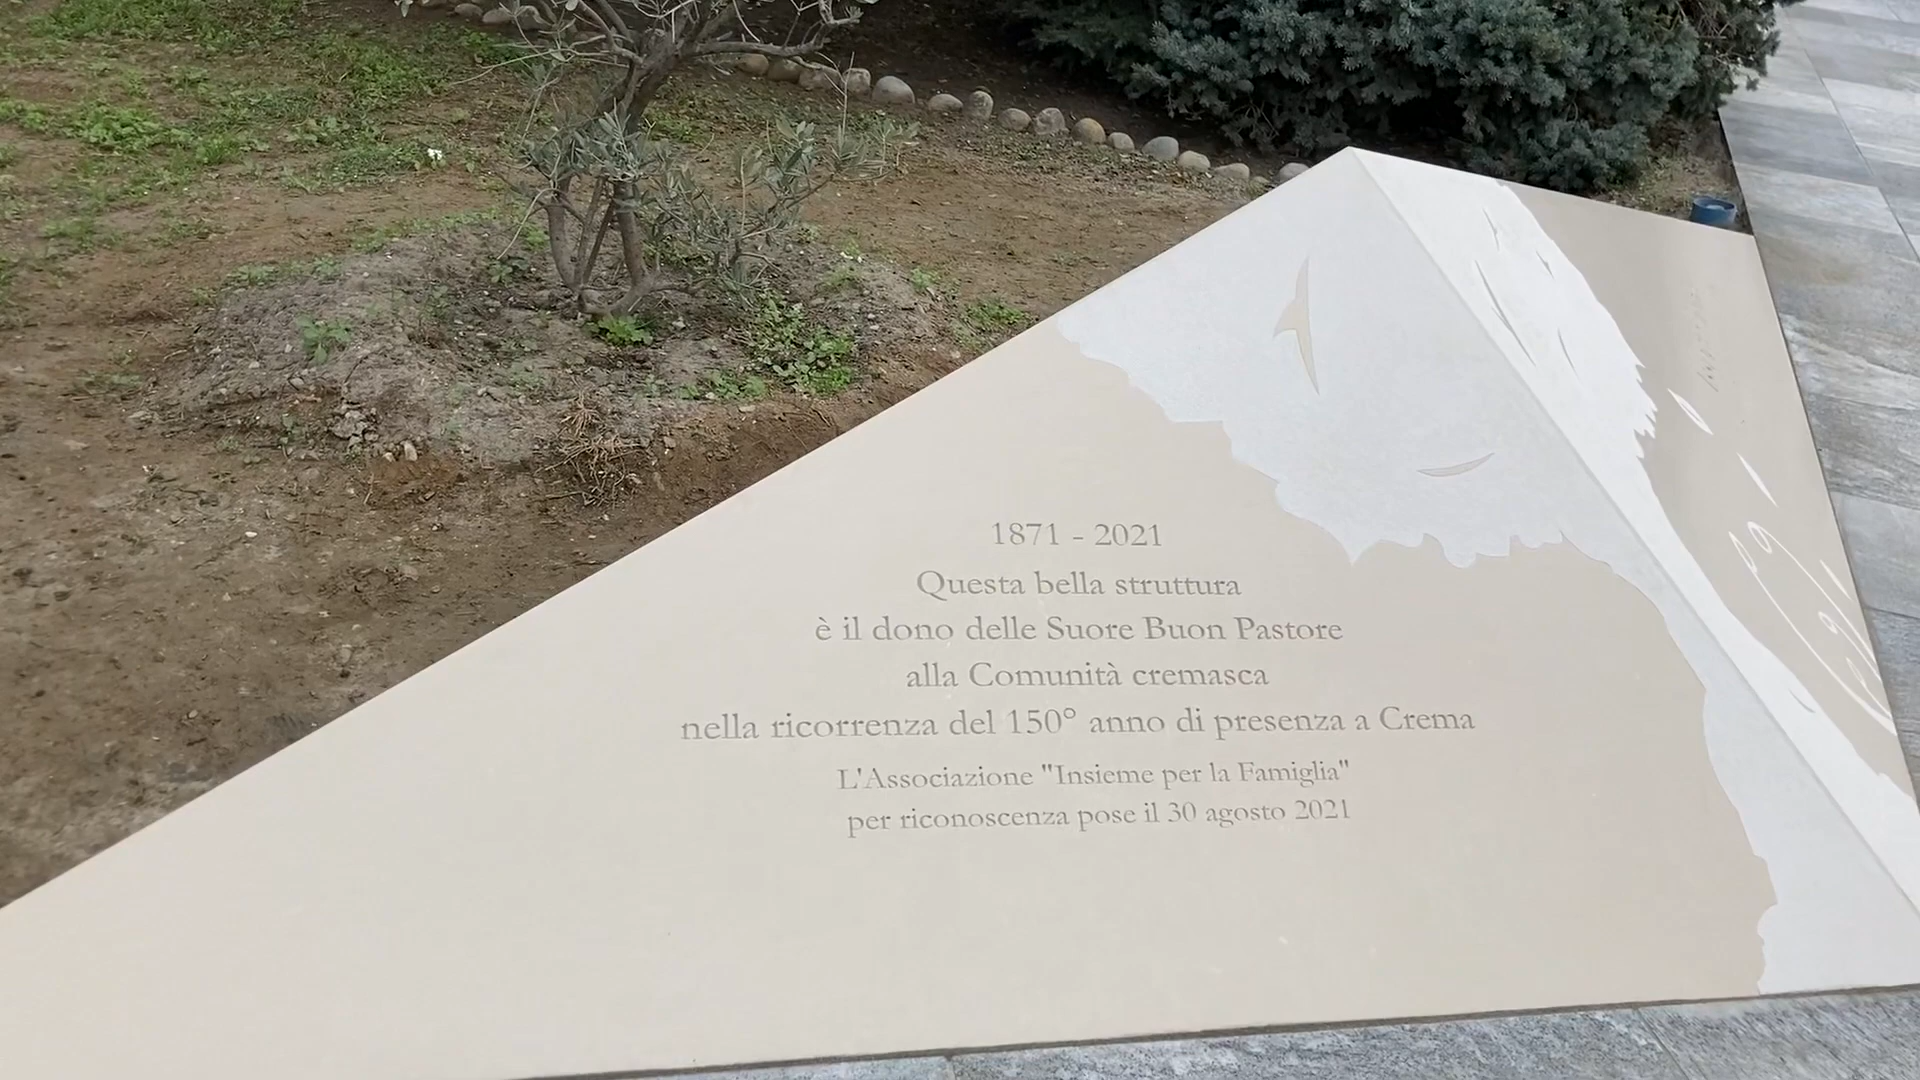 1871 - 2021
Questa bella struttura
è il dono delle Suore Buon Pastore
alla Comunità cremasca
nella ricorrenza del 150° anno di presenza a Crema
L'Associazione "Insieme per la Famiglia"
per riconoscenza pose il 30 agosto 2021